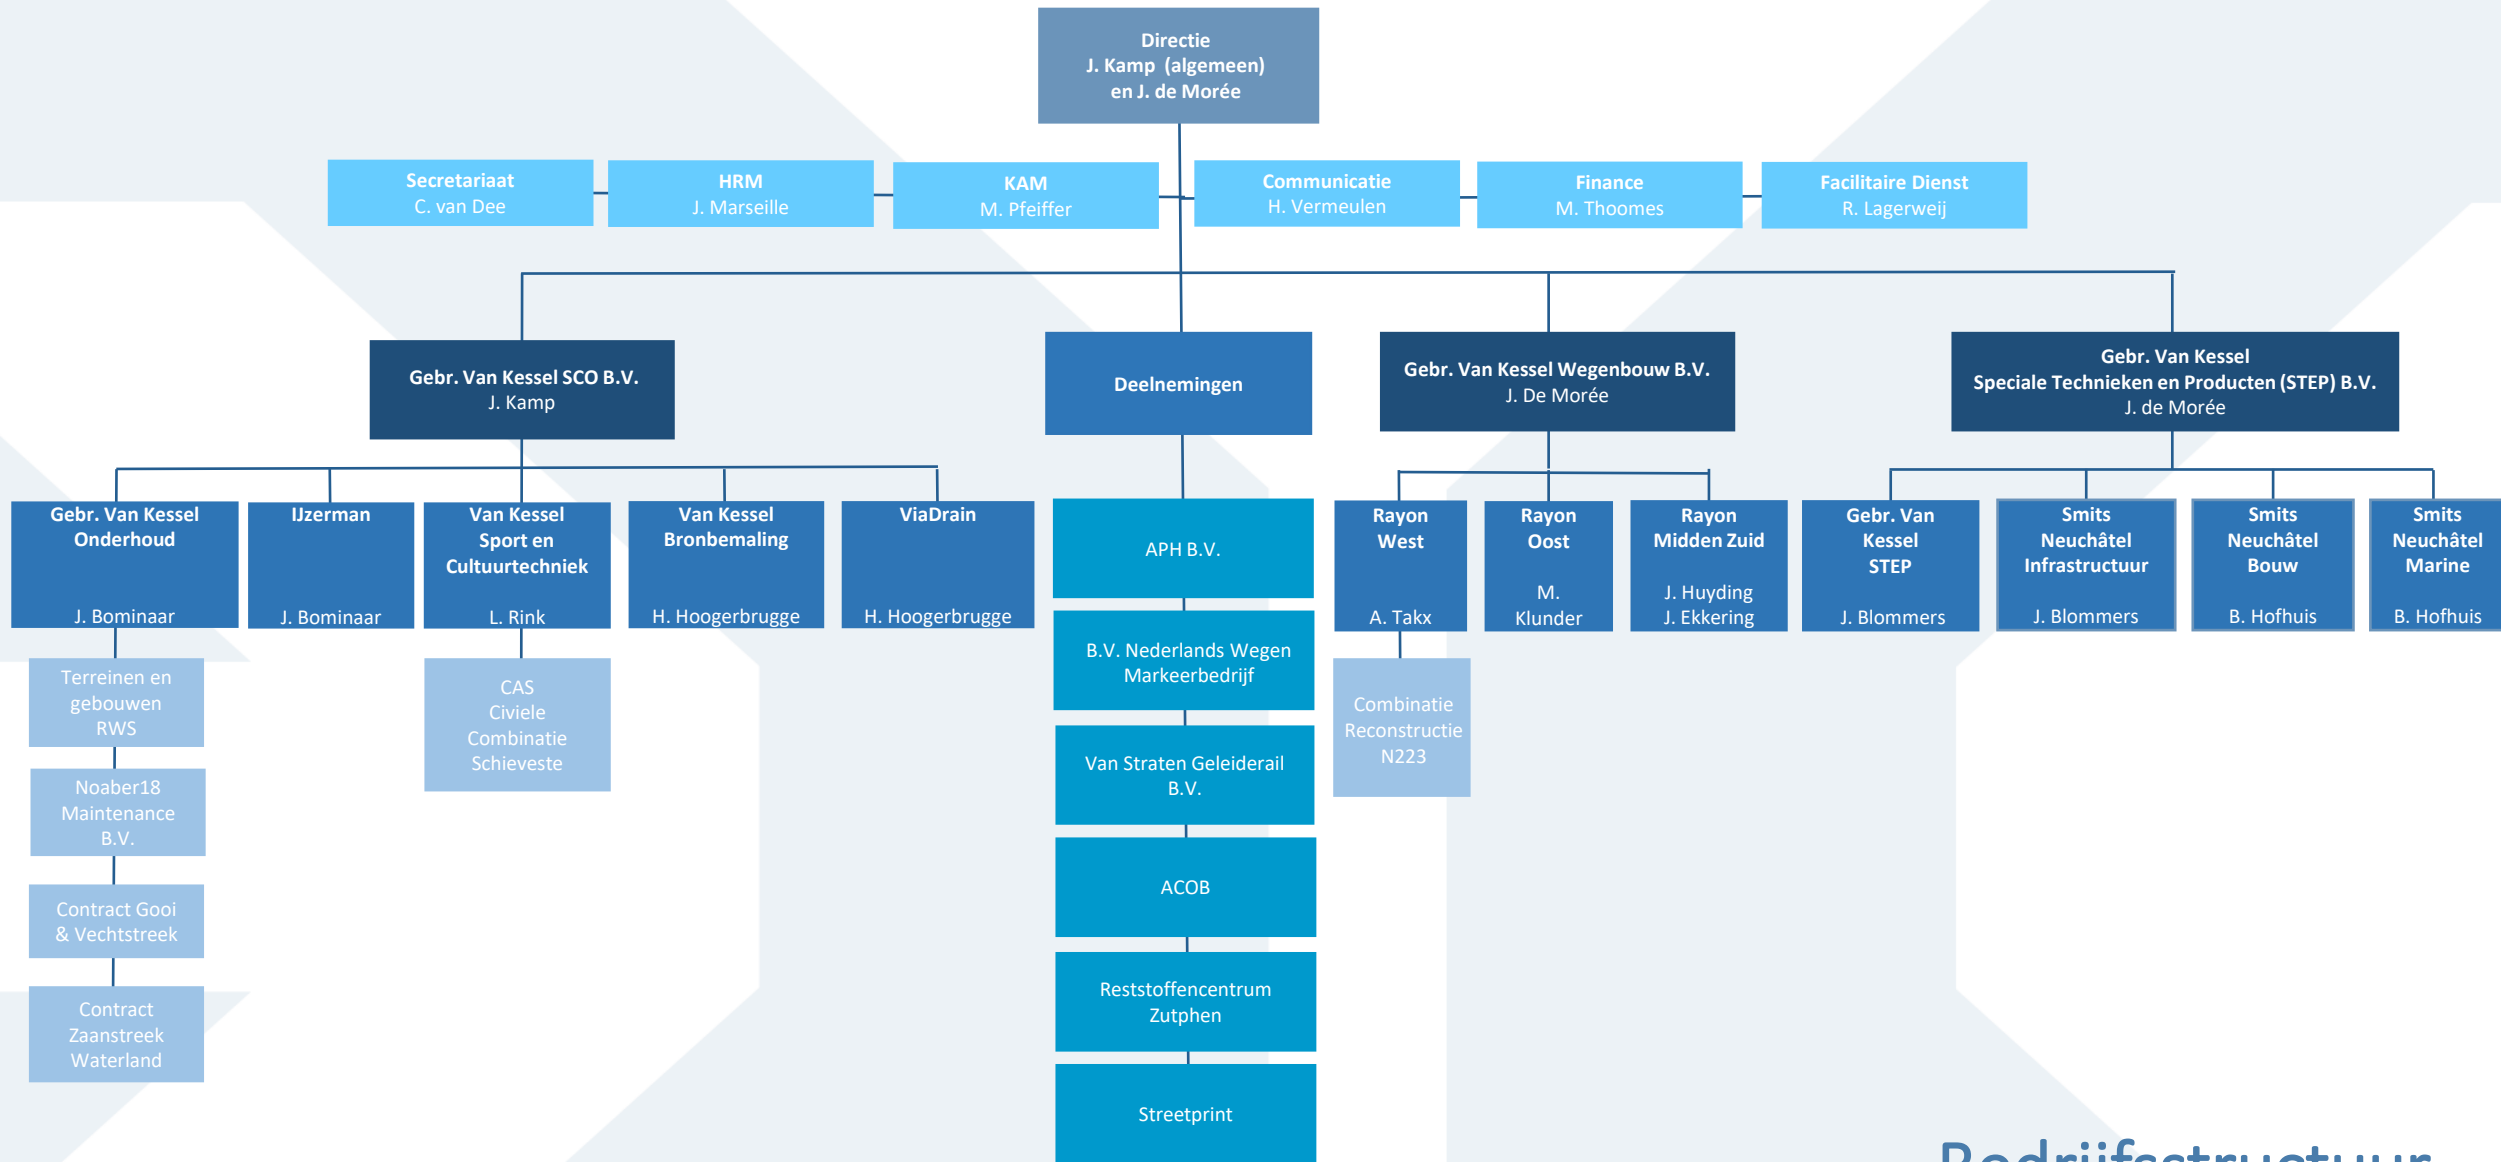 Directie
J. Kamp (algemeen)
en J. de Morée
Secretariaat
C. van Dee
HRM
J. Marseille
KAM
M. Pfeiffer
Communicatie
H. Vermeulen
Finance
M. Thoomes
Facilitaire Dienst
R. Lagerweij
Gebr. Van Kessel SCO B.V.
J. Kamp
Deelnemingen
Gebr. Van Kessel Wegenbouw B.V.
J. De Morée
Gebr. Van Kessel
Speciale Technieken en Producten (STEP) B.V.
J. de Morée
Gebr. Van Kessel
Onderhoud
J. Bominaar
IJzerman
J. Bominaar
Van Kessel
Sport en
Cultuurtechniek
L. Rink
Van Kessel
Bronbemaling
H. Hoogerbrugge
ViaDrain
H. Hoogerbrugge
APH B.V.
Rayon
West
A. Takx
Rayon
Oost
M.
Klunder
Rayon
Midden Zuid
J. Huyding
J. Ekkering
Gebr. Van
Kessel
STEP
J. Blommers
Smits
Neuchâtel
Infrastructuur
J. Blommers
Smits
Neuchâtel
Bouw
B. Hofhuis
Smits
Neuchâtel
Marine
B. Hofhuis
Terreinen en
gebouwen
RWS
Noaber18
Maintenance
B.V.
Contract Gooi
& Vechtstreek
Contract
Zaanstreek
Waterland
CAS
Civiele
Combinatie
Schieveste
B.V. Nederlands Wegen
Markeerbedrijf
Van Straten Geleiderail
B.V.
ACOB
Reststoffencentrum
Zutphen
Streetprint
Combinatie
Reconstructie
N223
Bedrijfsstructuur